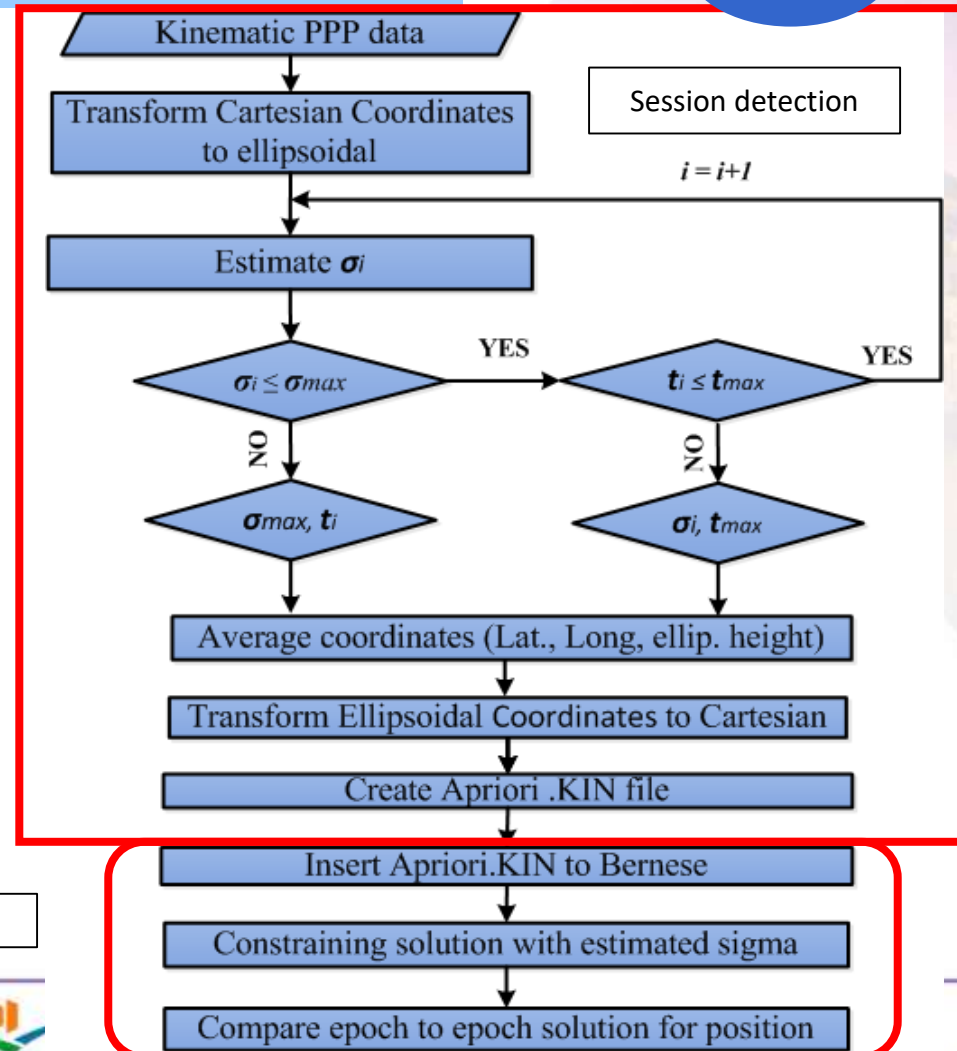 Kinematic PPP data
Session detection
Transform Cartesian Coordinates
to ellipsoidal
i = i+1
Estimate σi
σi ≤ σmax
YES
ti ≤ tmax
YES
NO
NO
σmax, ti
σi, tmax
Average coordinates (Lat., Long, ellip. height)
Transform Ellipsoidal Coordinates to Cartesian
Create Apriori .KIN file
Insert Apriori.KIN to Bernese
Constraining solution with estimated sigma
Compare epoch to epoch solution for position